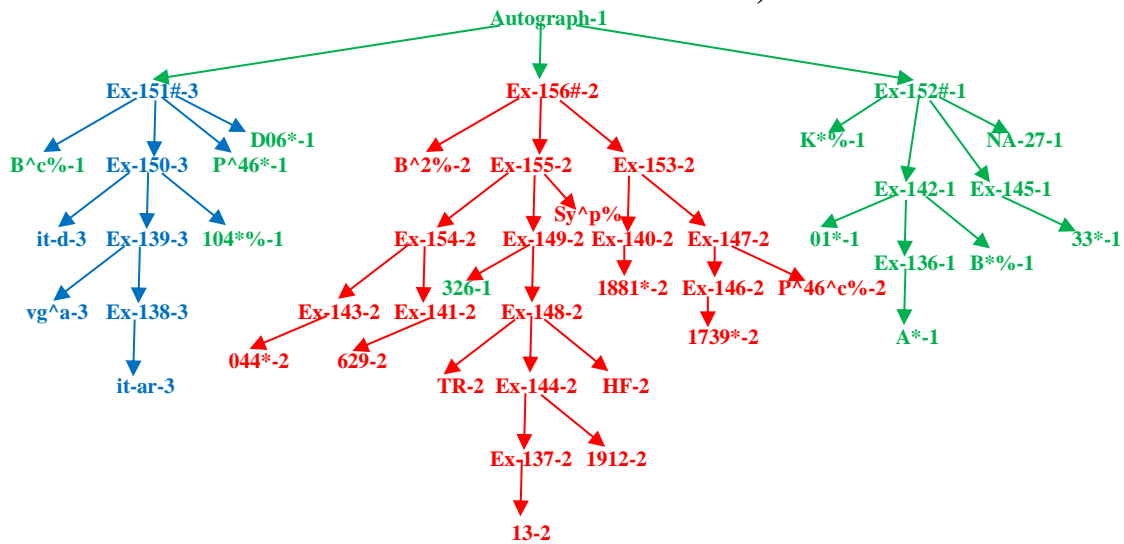 Autograph-1
Ex-151#-3 Ex-156#-2 Ex-152#-1
D06*-1 K*%-1 NA-27-1
B^c%-1 Ex-150-3 P^46*-1 B^2%-2 Ex-155-2 Ex-153-2
Ex-142-1 Ex-145-1
Sy^p%
it-d-3 Ex-139-3 104*%-1 Ex-154-2 Ex-149-2 Ex-140-2 Ex-147-2 01*-1 33*-1
Ex-136-1 B*%-1
326-1 1881*-2 Ex-146-2 P^46^c%-2
vg^a-3 Ex-138-3 Ex-143-2 Ex-141-2 Ex-148-2
1739*-2 A*-1
044*-2 629-2
it-ar-3 TR-2 Ex-144-2 HF-2
Ex-137-2 1912-2
13-2